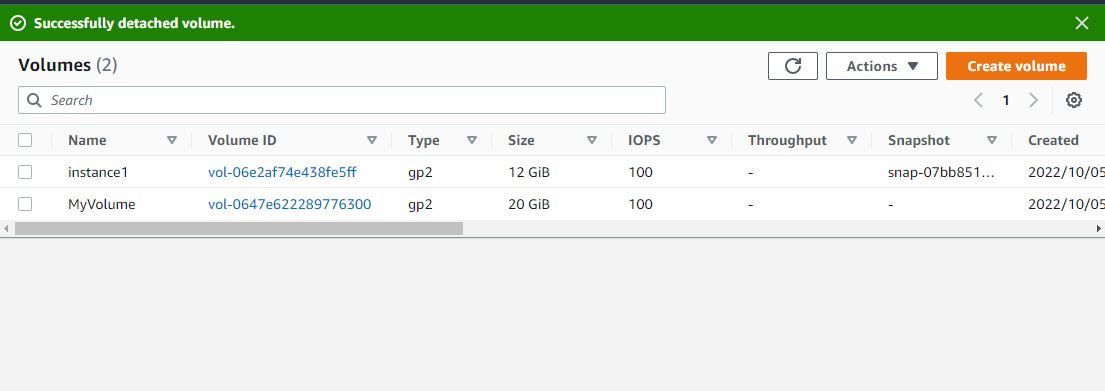 Successfully detached volume.
Volumes (2)
Actions
Create volume
Search
1
Name Volume ID Type Size IOPS Throughput Snapshot Created
instance1 vol-06e2af74e438fe5ff gp2 12 GiB 100 - snap-07bb851... 2022/10/05
MyVolume vol-0647e622289776300 gp2 20 GiB 100 - - 2022/10/05